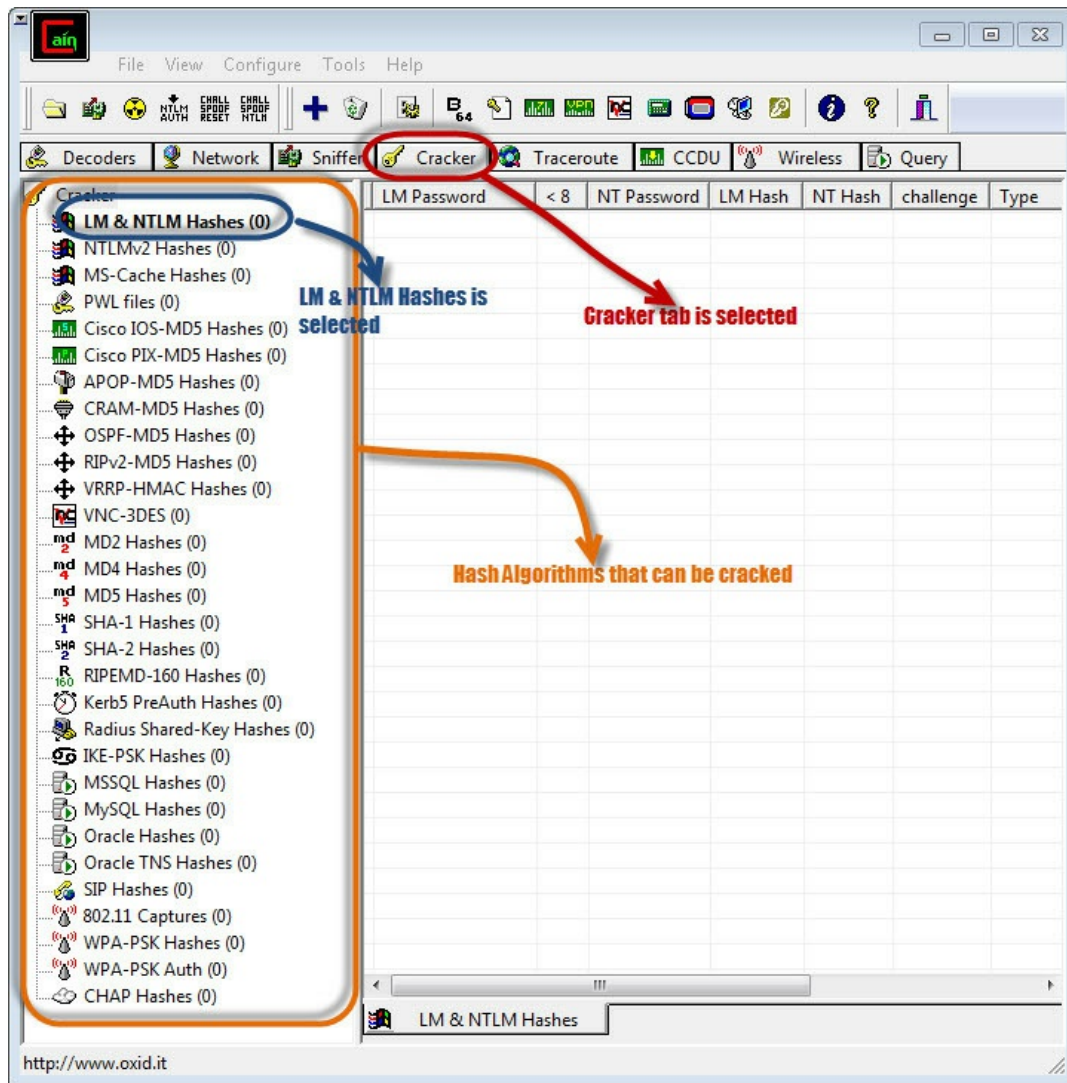 Cain
File View Configure Tools Help
NTLM AUTH
CHALL SPOOF RESET
CHALL SPOOF NTLM
B64
Decoders Network Sniffer Cracker Traceroute CCDU Wireless Query
Cracker
LM & NTLM Hashes (0)
NTLMv2 Hashes (0)
MS-Cache Hashes (0)
PWL files (0)
Cisco IOS-MD5 Hashes (0)
Cisco PIX-MD5 Hashes (0)
APOP-MD5 Hashes (0)
CRAM-MD5 Hashes (0)
OSPF-MD5 Hashes (0)
RIPv2-MD5 Hashes (0)
VRRP-HMAC Hashes (0)
VNC-3DES (0)
md2 MD2 Hashes (0)
md4 MD4 Hashes (0)
md5 MD5 Hashes (0)
SHA1 SHA-1 Hashes (0)
SHA2 SHA-2 Hashes (0)
R160 RIPEMD-160 Hashes (0)
Kerb5 PreAuth Hashes (0)
Radius Shared-Key Hashes (0)
IKE-PSK Hashes (0)
MSSQL Hashes (0)
MySQL Hashes (0)
Oracle Hashes (0)
Oracle TNS Hashes (0)
SIP Hashes (0)
802.11 Captures (0)
WPA-PSK Hashes (0)
WPA-PSK Auth (0)
CHAP Hashes (0)
LM Password < 8 NT Password LM Hash NT Hash challenge Type
LM & NTLM Hashes is
selected
Cracker tab is selected
Hash Algorithms that can be cracked
LM & NTLM Hashes
http://www.oxid.it